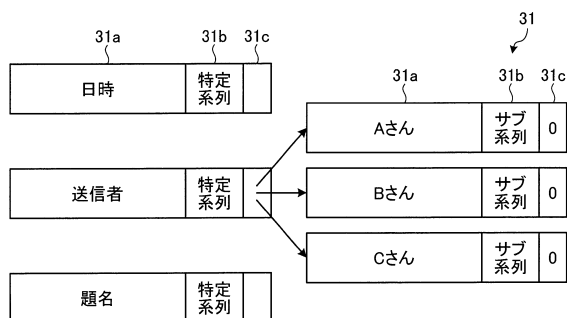 31
31a 31b 31c
日時 特定
系列
31a 31b 31c
Aさん サブ
系列 0
送信者 特定
系列
Bさん サブ
系列 0
Cさん サブ
系列 0
題名 特定
系列